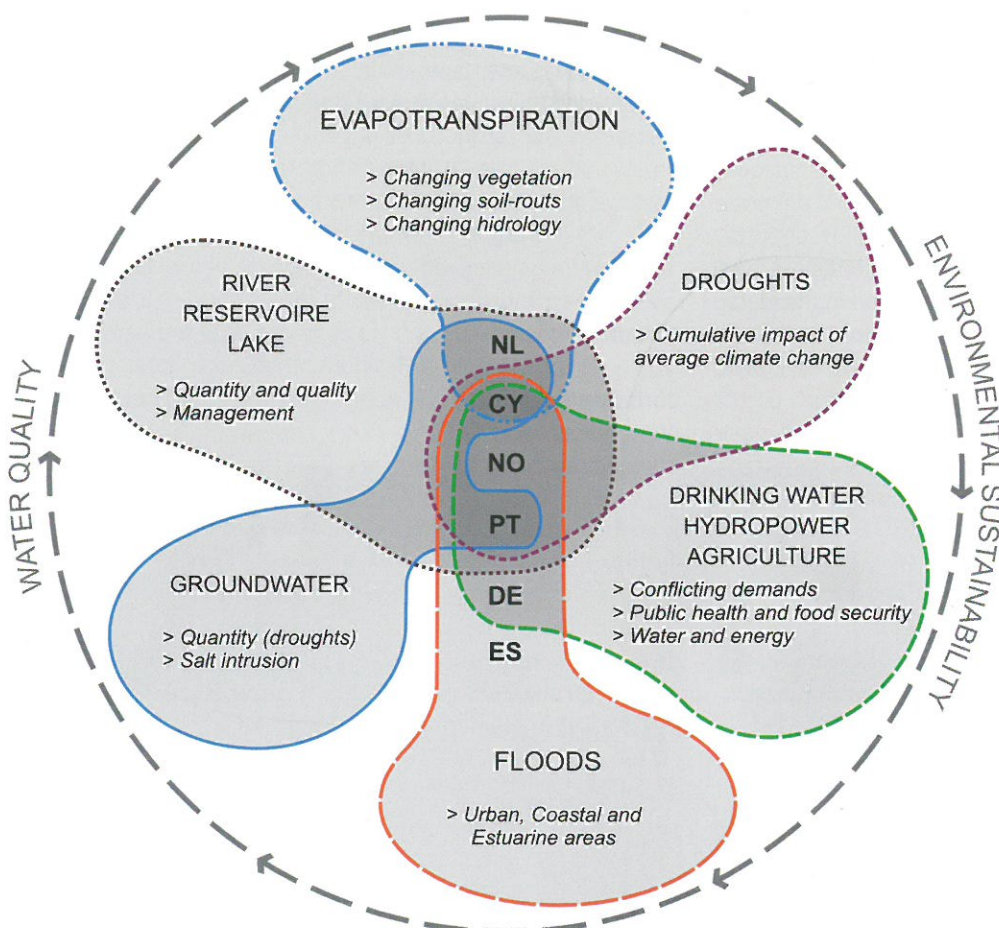 EVAPOTRANSPIRATION
> Changing vegetation
> Changing soil-routs
> Changing hidrology
RIVER
RESERVOIRE
LAKE
> Quantity and quality
> Management
DROUGHTS
> Cumulative impact of
average climate change
NL
CY
NO
PT
DE
ES
DRINKING WATER
HYDROPOWER
AGRICULTURE
> Conflicting demands
> Public health and food security
> Water and energy
GROUNDWATER
> Quantity (droughts)
> Salt intrusion
FLOODS
> Urban, Coastal and
Estuarine areas
WATER QUALITY
ENVIRONMENTAL SUSTAINABILITY